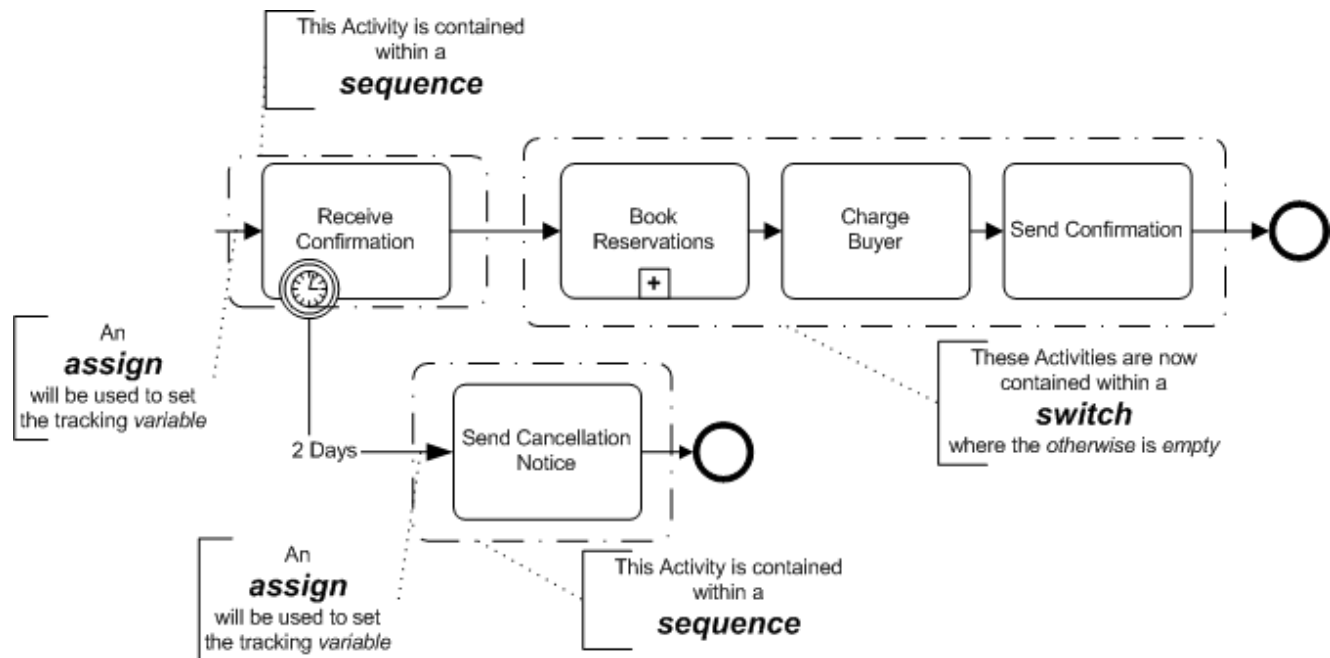 This Activity is contained
within a
sequence
Receive
Confirmation
Book
Reservations
+
Charge
Buyer
Send Confirmation
An
assign
will be used to set
the tracking variable
These Activities are now
contained within a
switch
where the otherwise is empty
2 Days
Send Cancellation
Notice
An
assign
will be used to set
the tracking variable
This Activity is contained
within a
sequence